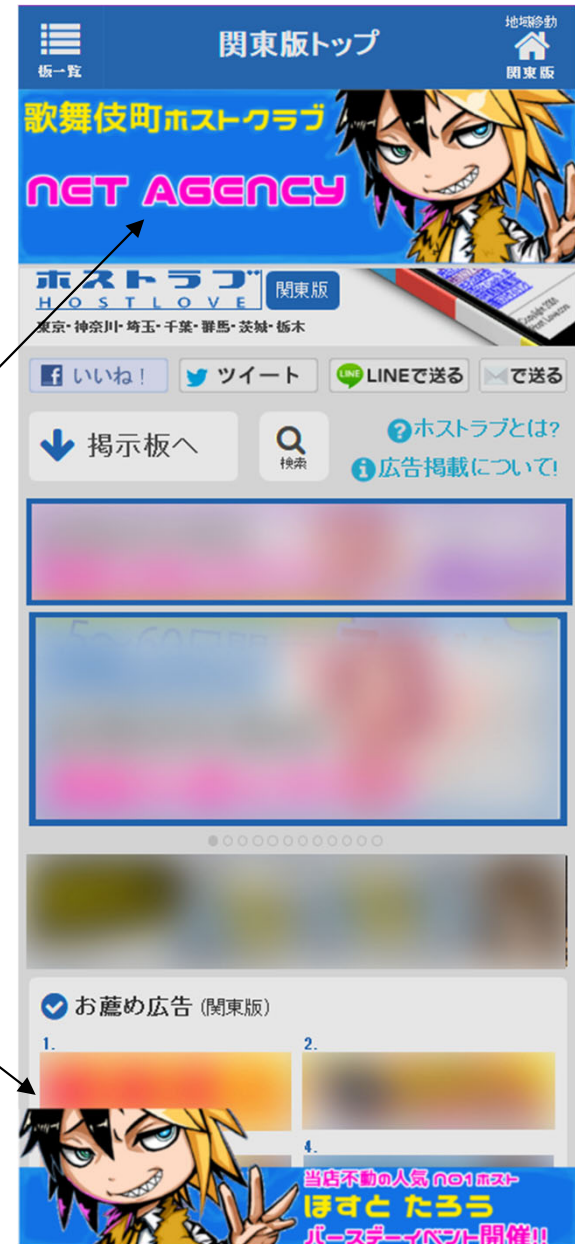 板一覧
関東版トップ
地域移動
関東版
歌舞伎町ホストクラブ
NET AGENCY
ホストラブ
HOSTLOVE
関東版
東京・神奈川・埼玉・千葉・群馬・茨城・栃木
いいね！
ツイート
LINE
LINEで送る
で送る
掲示板へ
検索
ホストラブとは?
広告掲載について!
お薦め広告 (関東版)
1.
2.
4.
当店不動の人気 NO1ホスト
ほすと たろう
バースデーイベント開催!!